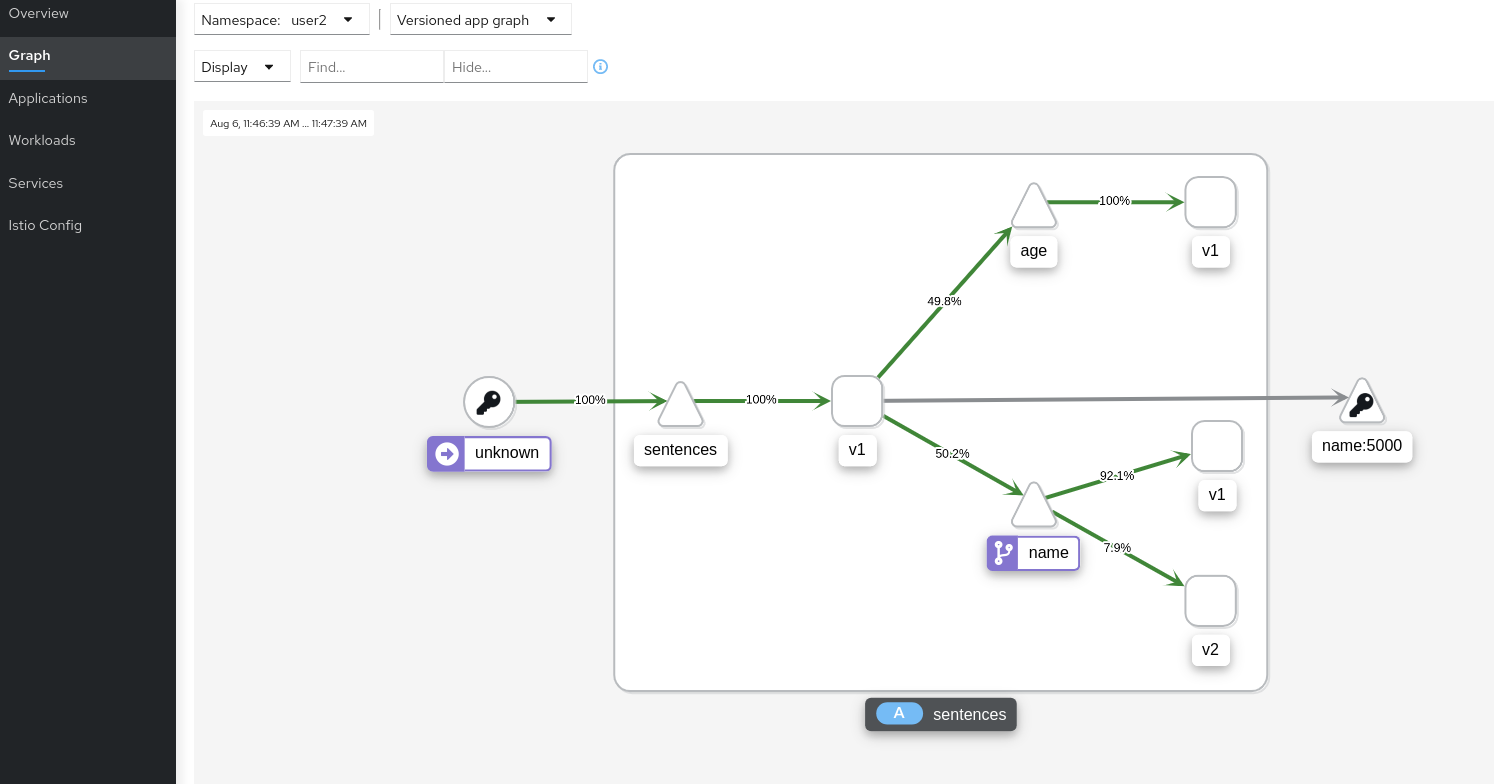 Overview
Graph
Applications
Workloads
Services
Istio Config
Namespace: user2
Versioned app graph
Display
Find...
Hide...
Aug 6, 11:46:39 AM ... 11:47:39 AM
100%
age
v1
49.8%
100%
100%
unknown
sentences
v1
name:5000
50.2%
92.1%
v1
name
7.9%
v2
A sentences